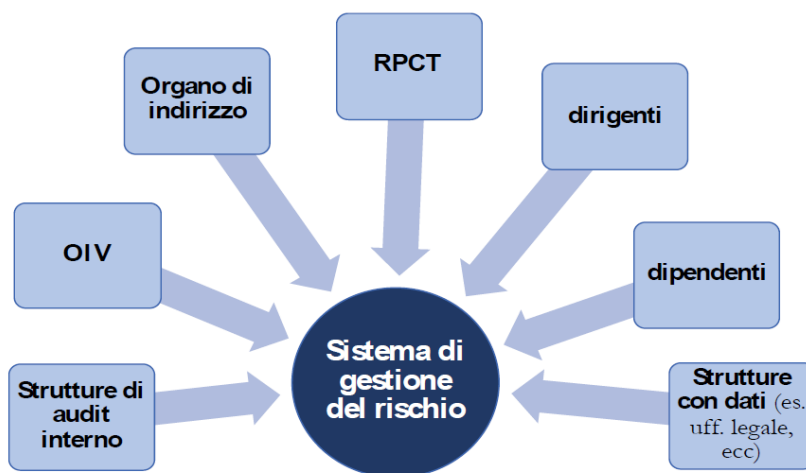 RPCT
Organo di
indirizzo
dirigenti
OIV
dipendenti
Sistema di
gestione
del rischio
Strutture di
audit
interno
Strutture
con dati (es.
uff. legale,
ecc)